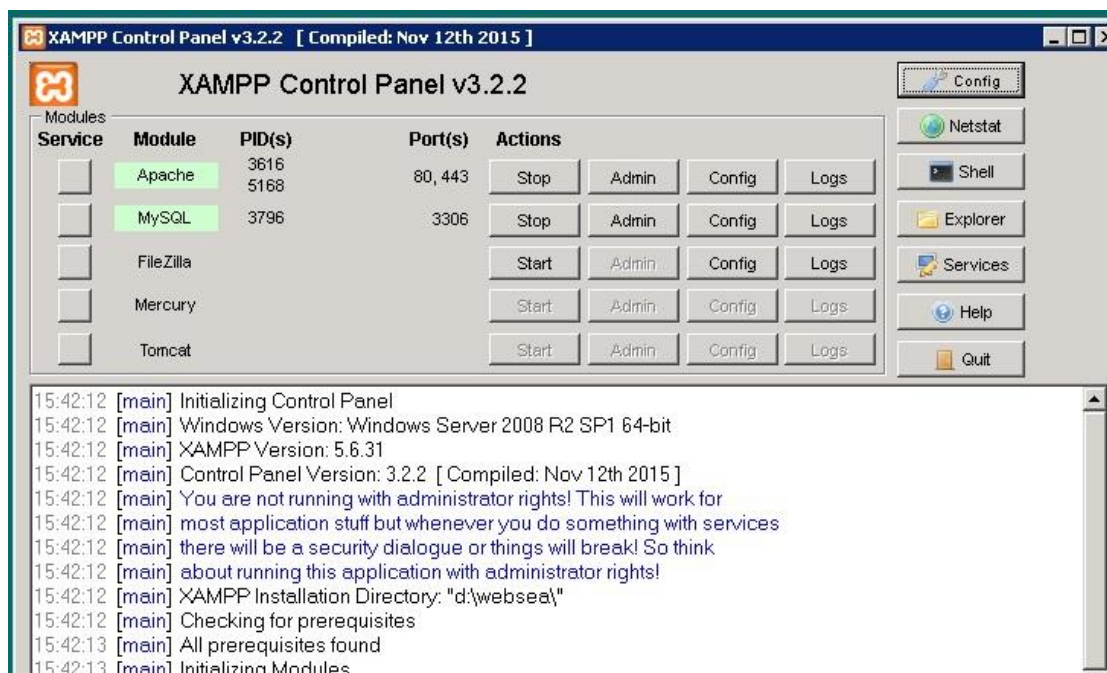 XAMPP Control Panel v3.2.2 [ Compiled: Nov 12th 2015 ]
XAMPP Control Panel v3.2.2
Config
Modules
Service Module PID(s) Port(s) Actions
Netstat
Apache 3616 5168 80, 443 Stop Admin Config Logs
Shell
MySQL 3796 3306 Stop Admin Config Logs
Explorer
FileZilla Start Admin Config Logs
Services
Mercury Start Admin Config Logs
Help
Tomcat Start Admin Config Logs
Quit
15:42:12 [main] Initializing Control Panel
15:42:12 [main] Windows Version: Windows Server 2008 R2 SP1 64-bit
15:42:12 [main] XAMPP Version: 5.6.31
15:42:12 [main] Control Panel Version: 3.2.2 [ Compiled: Nov 12th 2015 ]
15:42:12 [main] You are not running with administrator rights! This will work for
15:42:12 [main] most application stuff but whenever you do something with services
15:42:12 [main] there will be a security dialogue or things will break! So think
15:42:12 [main] about running this application with administrator rights!
15:42:12 [main] XAMPP Installation Directory: "d:\websea\"
15:42:12 [main] Checking for prerequisites
15:42:13 [main] All prerequisites found
15:42:13 [main] Initializing Modules